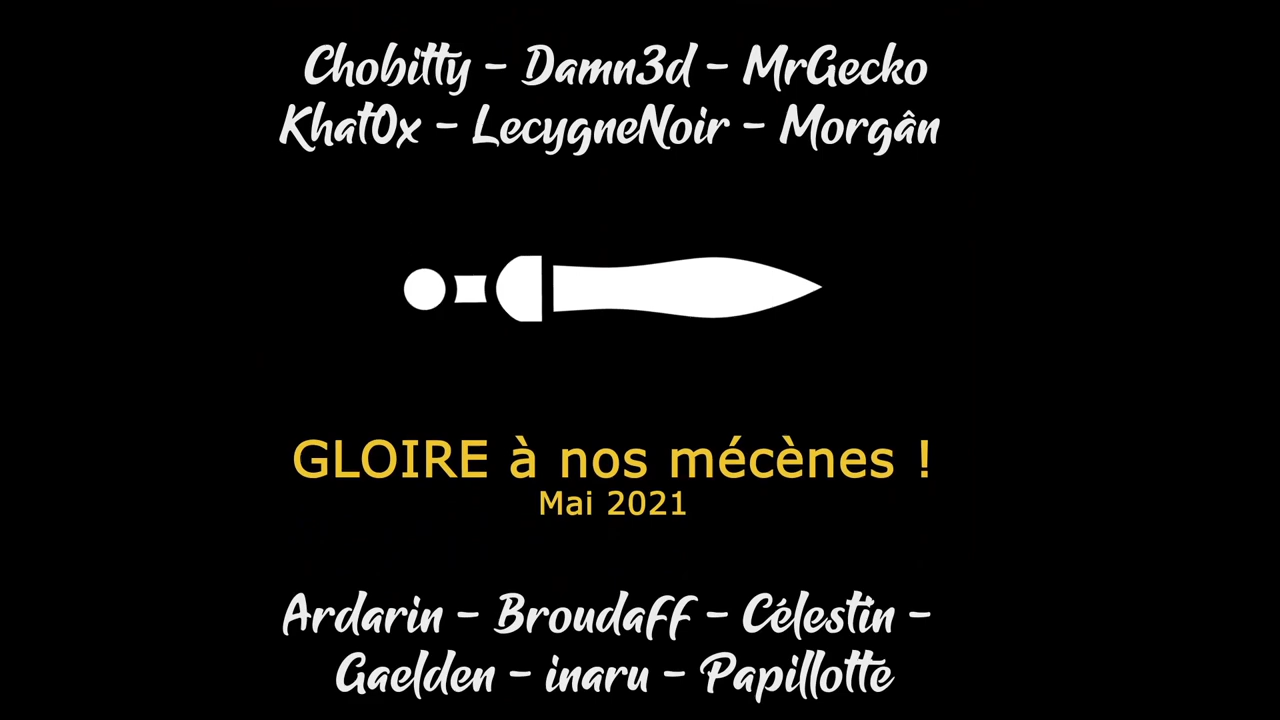 Chobitty - Damn3d - MrGecko
Khat0x - LecygneNoir - Morgân
GLOIRE à nos mécènes !
Mai 2021
Ardarin - Broudaff - Célestin -
Gaelden - inaru - Papillotte